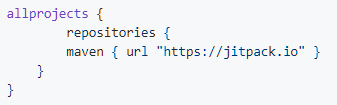 allprojects {
        repositories {
        maven { url "https://jitpack.io" }
    }
}